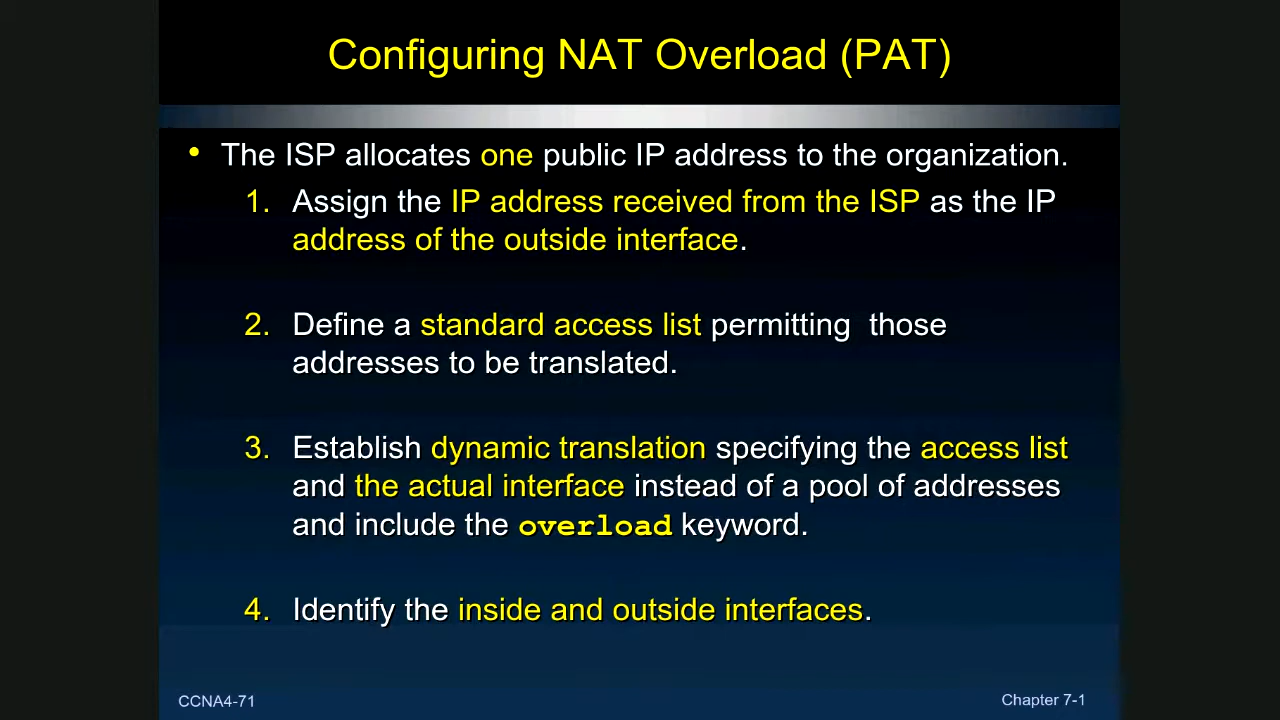 Configuring NAT Overload (PAT)
• The ISP allocates one public IP address to the organization.
1. Assign the IP address received from the ISP as the IP
address of the outside interface.
2. Define a standard access list permitting  those
addresses to be translated.
3. Establish dynamic translation specifying the access list
and the actual interface instead of a pool of addresses
and include the overload keyword.
4. Identify the inside and outside interfaces.
CCNA4-71
Chapter 7-1